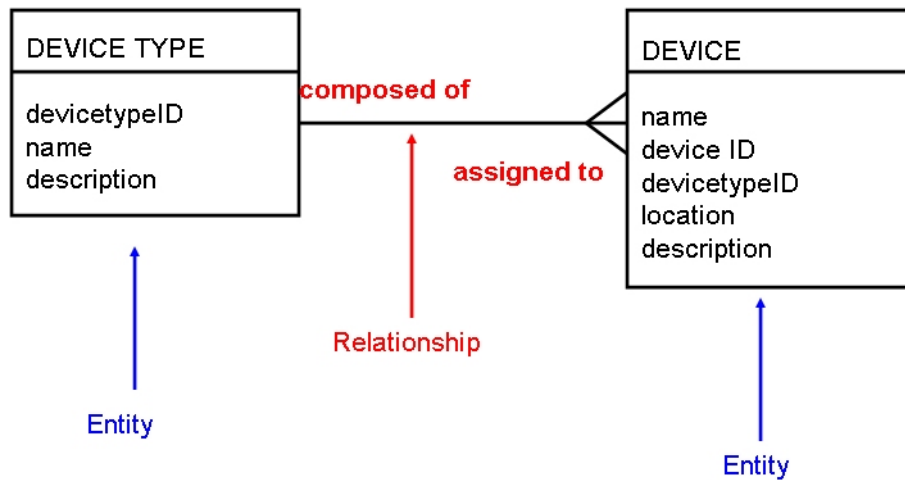 DEVICE TYPE
devicetypeID
name
description
composed of
assigned to
DEVICE
name
device ID
devicetypeID
location
description
Relationship
Entity
Entity